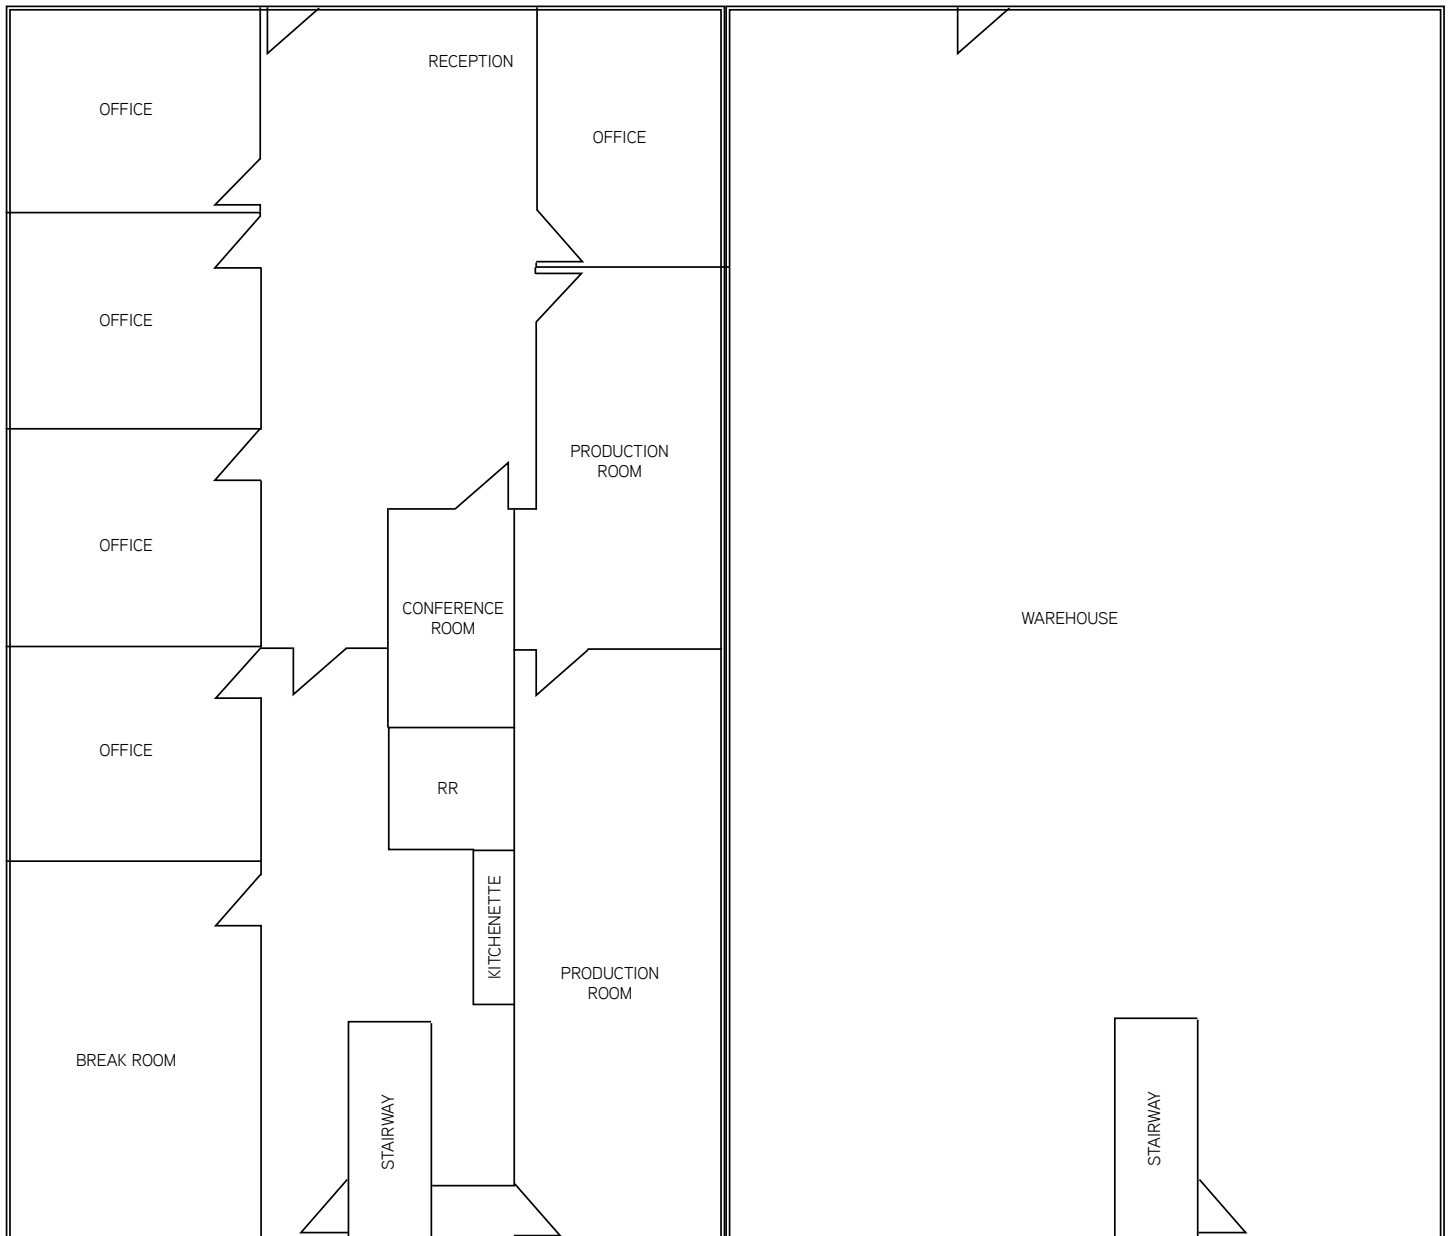 RECEPTION
OFFICE
OFFICE
OFFICE
PRODUCTION
ROOM
OFFICE
CONFERENCE
ROOM
WAREHOUSE
OFFICE
RR
KITCHENETTE
PRODUCTION
ROOM
BREAK ROOM
STAIRWAY
STAIRWAY